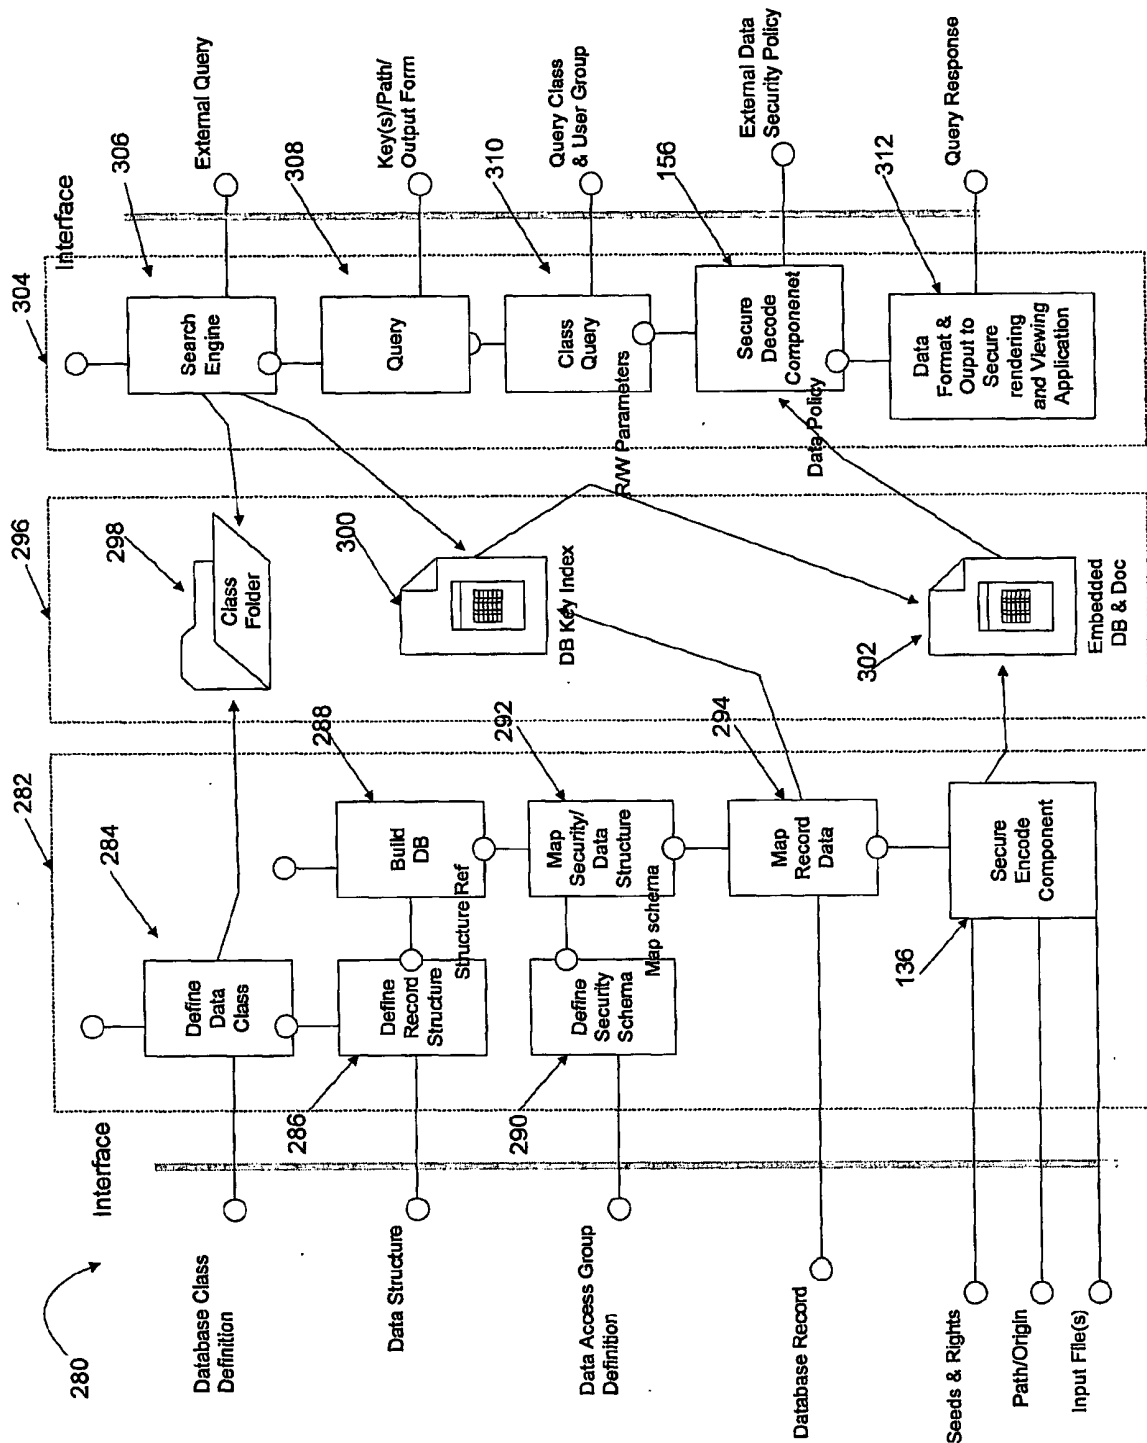 280
Interface
Database Class
Definition
Data Structure
Data Access Group
Definition
Database Record
Seeds & Rights
Path/Origin
Input File(s)
282
284
Define
Data
Class
286
Define
Record
Structure
Structure Ref
288
Build
DB
290
Define
Security
Schema
Map schema
292
Map
Security/
Data
Structure
294
Map
Record
Data
136
Secure
Encode
Component
296
298
Class
Folder
300
DB Key Index
302
Embedded
DB & Doc
304
Interface
306
Search
Engine
External Query
308
Query
Key(s)/Path/
Output Form
310
Class
Query
Query Class
& User Group
R/W Parameters
156
Secure
Decode
Componenet
External Data
Security Policy
Data Policy
312
Data
Format &
Ouput to
Secure
rendering
and Viewing
Application
Query Response